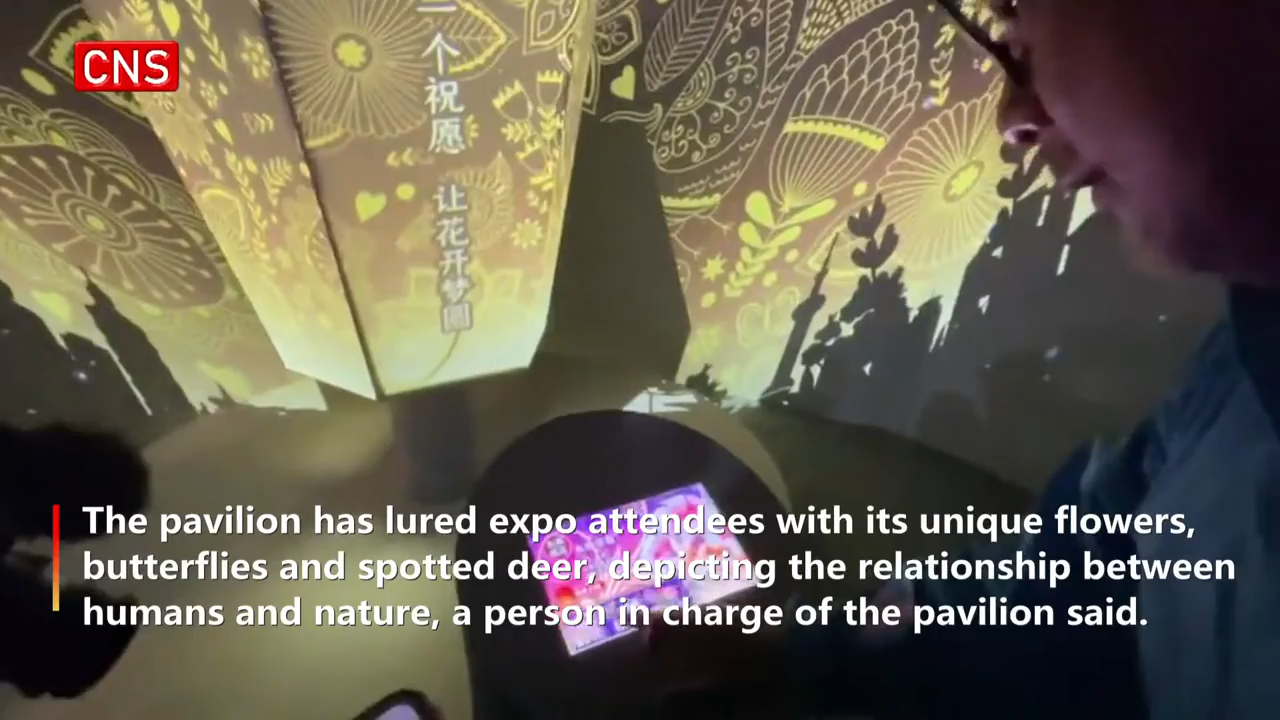 CNS
一个祝愿 让花开梦圆
The pavilion has lured expo attendees with its unique flowers,
butterflies and spotted deer, depicting the relationship between
humans and nature, a person in charge of the pavilion said.